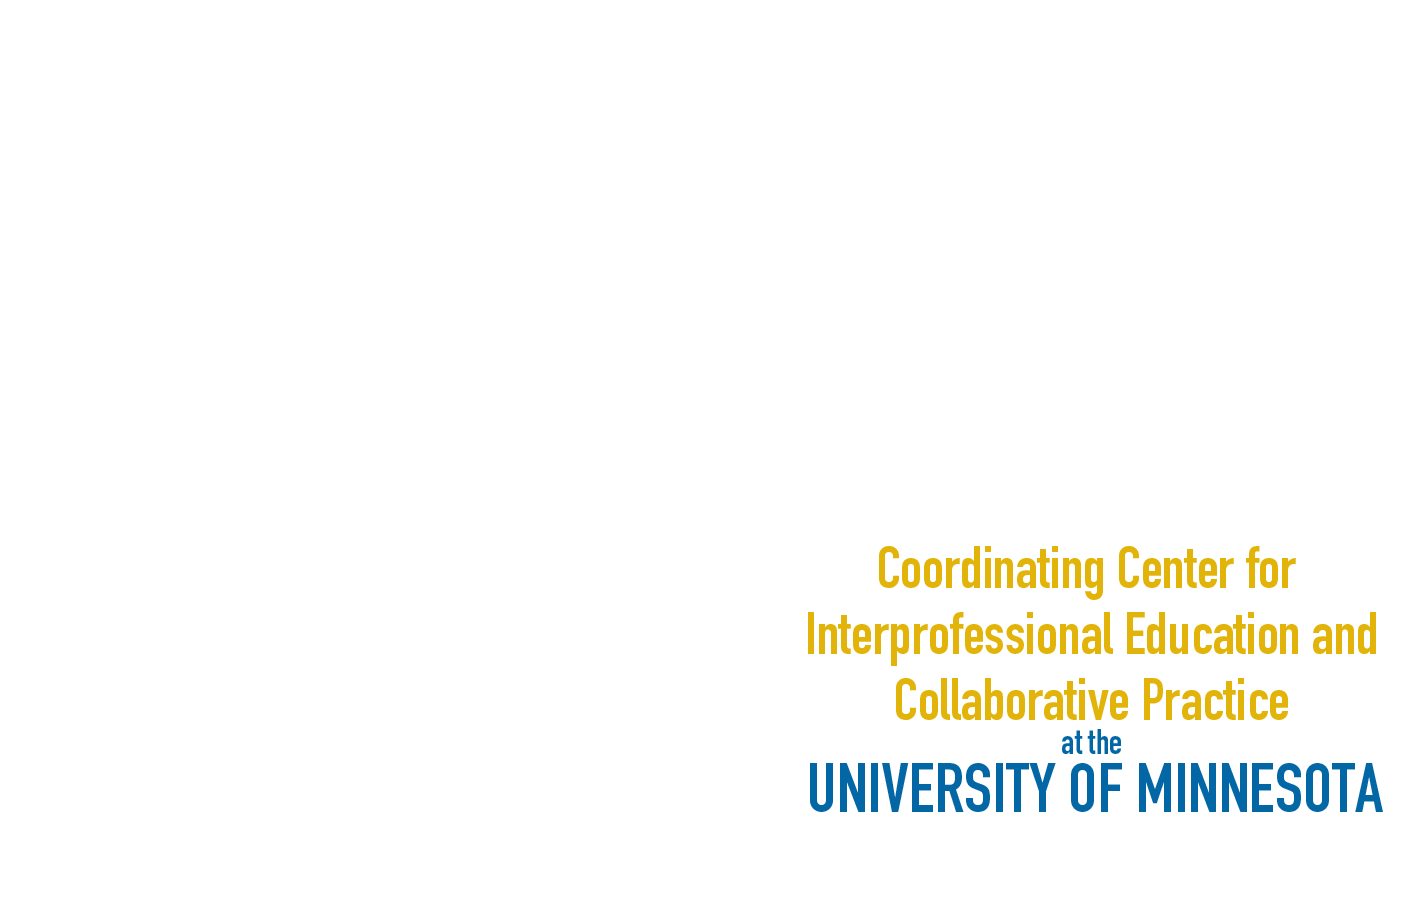 Coordinating Center for
Interprofessional Education and
Collaborative Practice
at the
UNIVERSITY OF MINNESOTA